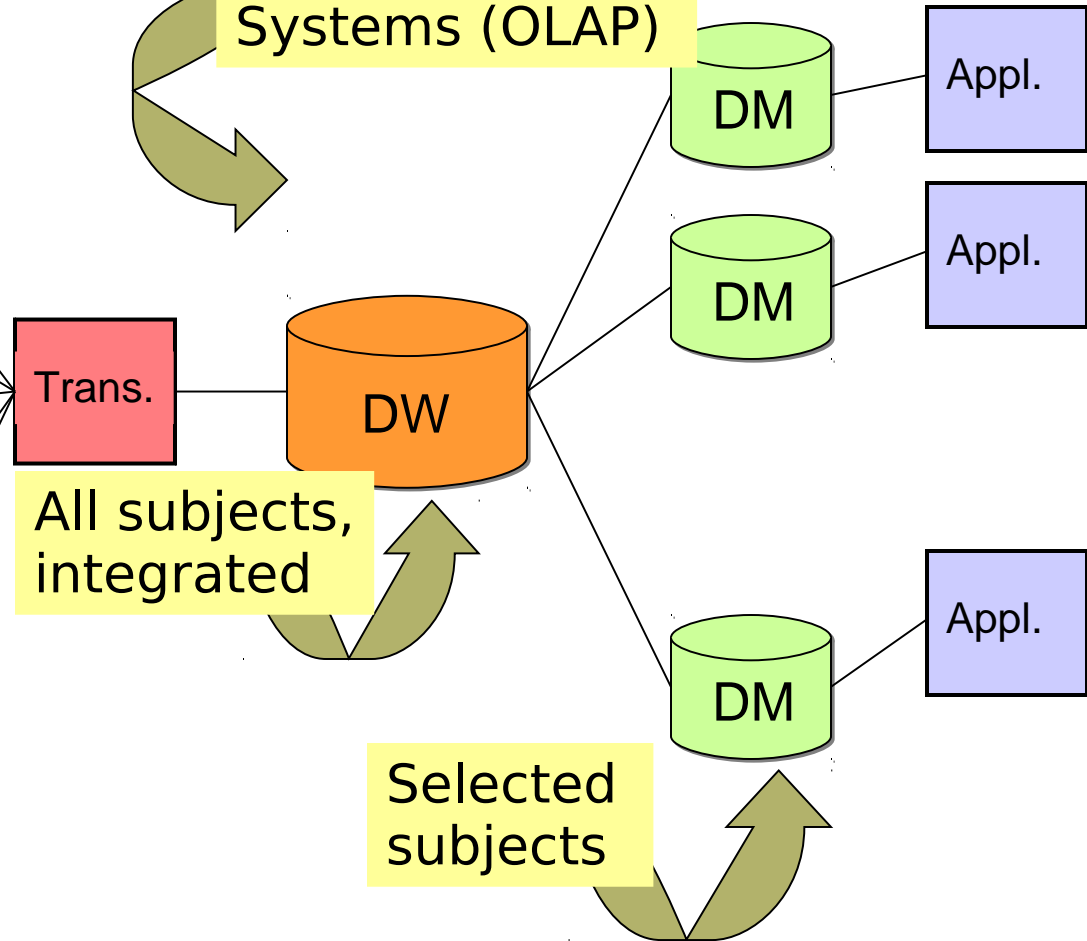 Systems (OLAP)
DM
Appl.
DM
Appl.
Trans.
DW
All subjects,
integrated
DM
Appl.
Selected
subjects